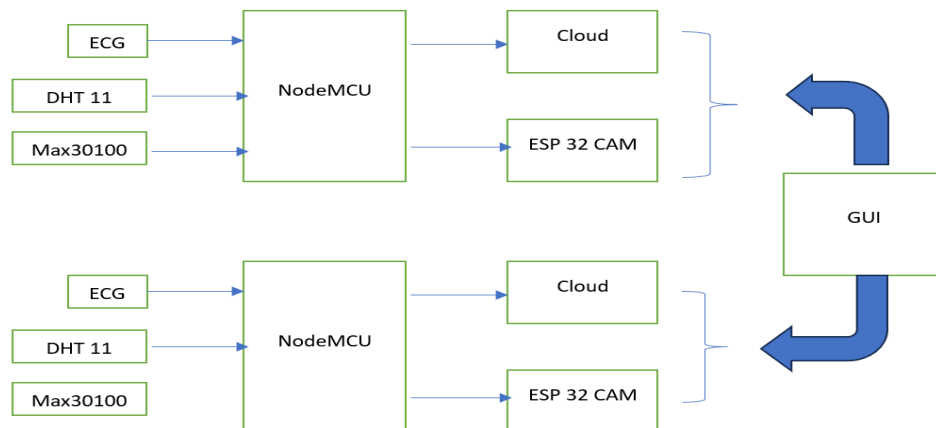 ECG
DHT 11
Max30100
NodeMCU
Cloud
ESP 32 CAM
GUI
ECG
DHT 11
Max30100
NodeMCU
Cloud
ESP 32 CAM